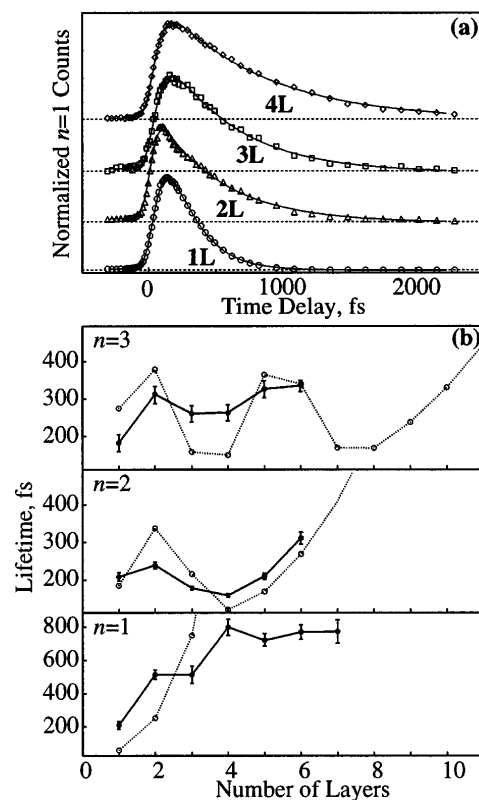 (a)
Normalized n=1 Counts
4L
3L
2L
1L
0 1000 2000
Time Delay, fs
(b)
n=3
400
300
200
n=2
400
200
Lifetime, fs
n=1
800
600
400
200
0 2 4 6 8 10
Number of Layers